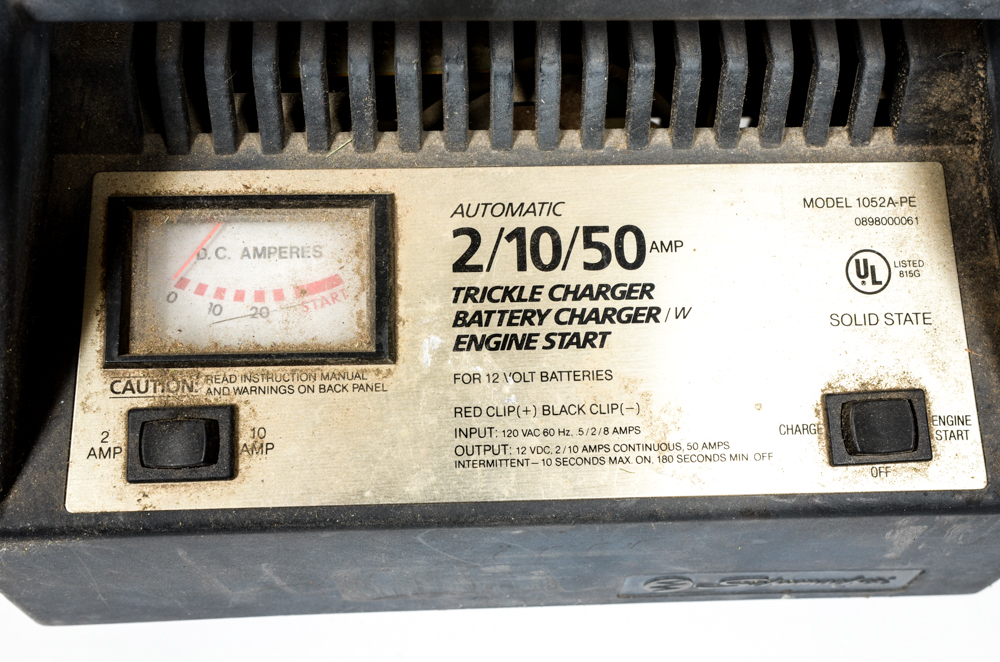 D.C. AMPERES
0 10 20 START
CAUTION: READ INSTRUCTION MANUAL
AND WARNINGS ON BACK PANEL
2
AMP
10
AMP
AUTOMATIC
2/10/50 AMP
TRICKLE CHARGER
BATTERY CHARGER / W
ENGINE START
FOR 12 VOLT BATTERIES
RED CLIP(+) BLACK CLIP(−)
INPUT: 120 VAC 60 Hz, .5/2/8 AMPS
OUTPUT: 12 VDC, 2/10 AMPS CONTINUOUS, 50 AMPS
INTERMITTENT—10 SECONDS MAX. ON, 180 SECONDS MIN. OFF
MODEL 1052A-PE
0898000061
UL
®
LISTED
815G
SOLID STATE
CHARGE
ENGINE
START
OFF